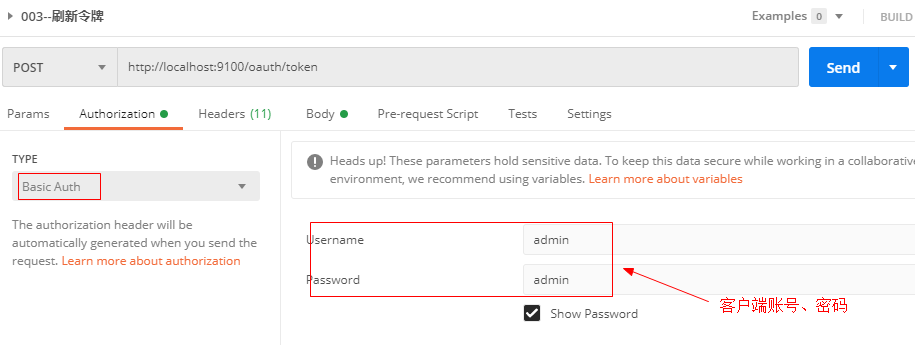 003--刷新令牌
Examples 0
BUILD
POST
http://localhost:9100/oauth/token
Send
Params
Authorization
Headers (11)
Body
Pre-request Script
Tests
Settings
TYPE
Basic Auth
The authorization header will be
automatically generated when you send the
request. Learn more about authorization
Heads up! These parameters hold sensitive data. To keep this data secure while working in a collaborative
environment, we recommend using variables. Learn more about variables
Username
admin
Password
admin
Show Password
客户端账号、密码